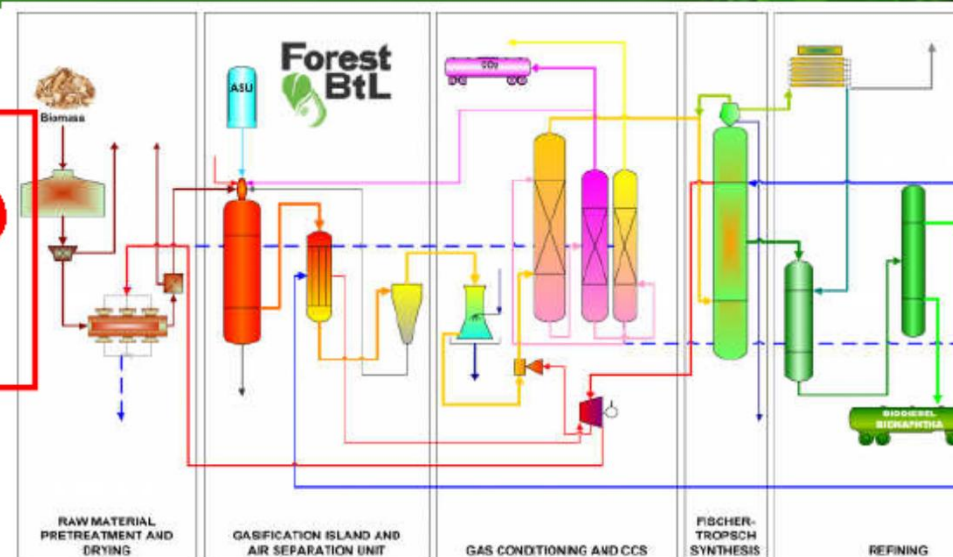 Forest
BtL
CO₂
ASU
Biomass
BIODIESEL
BIONAPHTHA
RAW MATERIAL
PRETREATMENT AND
DRYING
GASIFICATION ISLAND AND
AIR SEPARATION UNIT
GAS CONDITIONING AND CCS
FISCHER-
TROPSCH
SYNTHESIS
REFINING